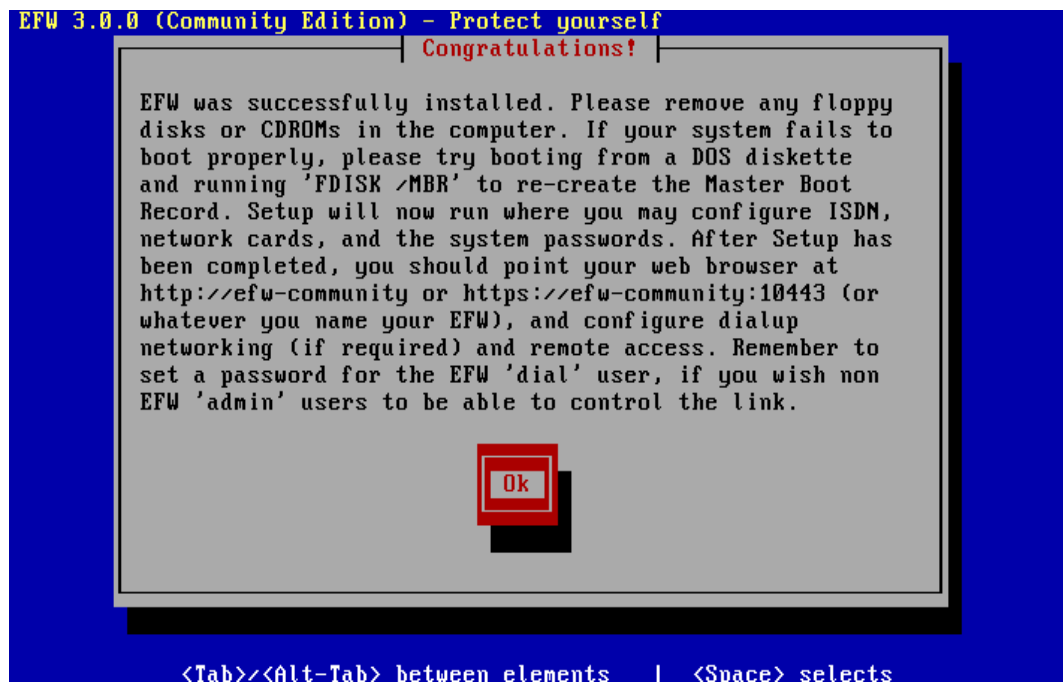 EFW 3.0.0 (Community Edition) - Protect yourself
Congratulations!
EFW was successfully installed. Please remove any floppy
disks or CDROMs in the computer. If your system fails to
boot properly, please try booting from a DOS diskette
and running 'FDISK /MBR' to re-create the Master Boot
Record. Setup will now run where you may configure ISDN,
network cards, and the system passwords. After Setup has
been completed, you should point your web browser at
http://efw-community or https://efw-community:10443 (or
whatever you name your EFW), and configure dialup
networking (if required) and remote access. Remember to
set a password for the EFW 'dial' user, if you wish non
EFW 'admin' users to be able to control the link.
Ok
<Tab>/<Alt-Tab> between elements | <Space> selects